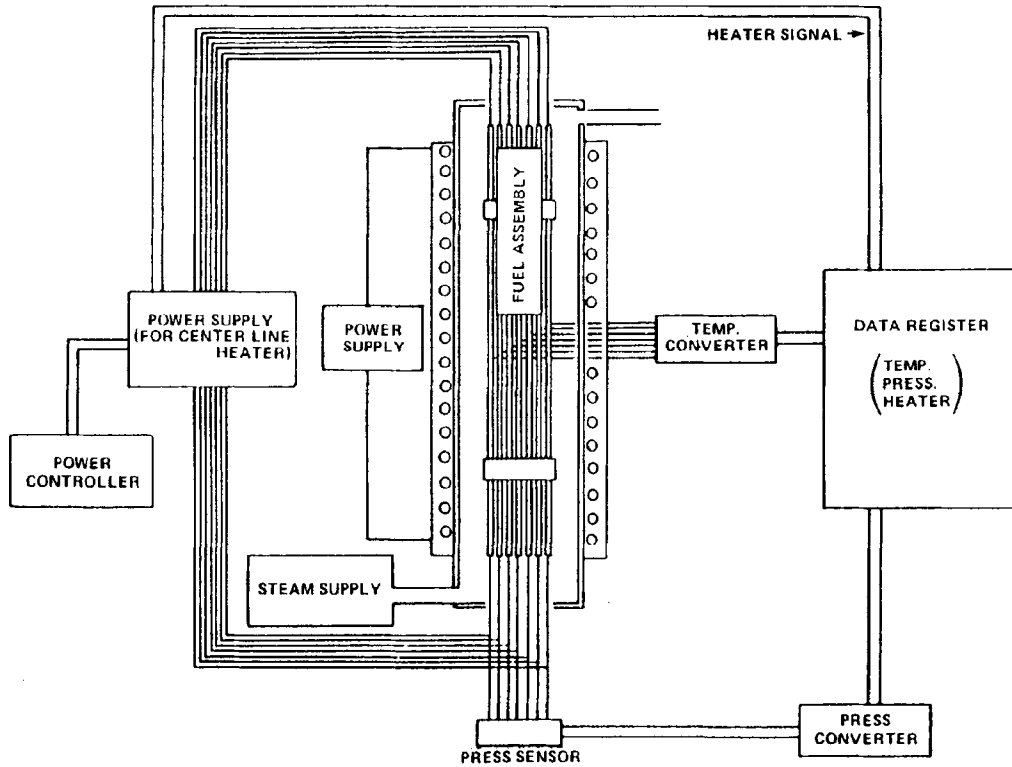 HEATER SIGNAL
FUEL ASSEMBLY
POWER SUPPLY
(FOR CENTER LINE
HEATER)
POWER
SUPPLY
TEMP.
CONVERTER
DATA REGISTER
(TEMP.
PRESS.
HEATER)
POWER
CONTROLLER
STEAM SUPPLY
PRESS
CONVERTER
PRESS SENSOR